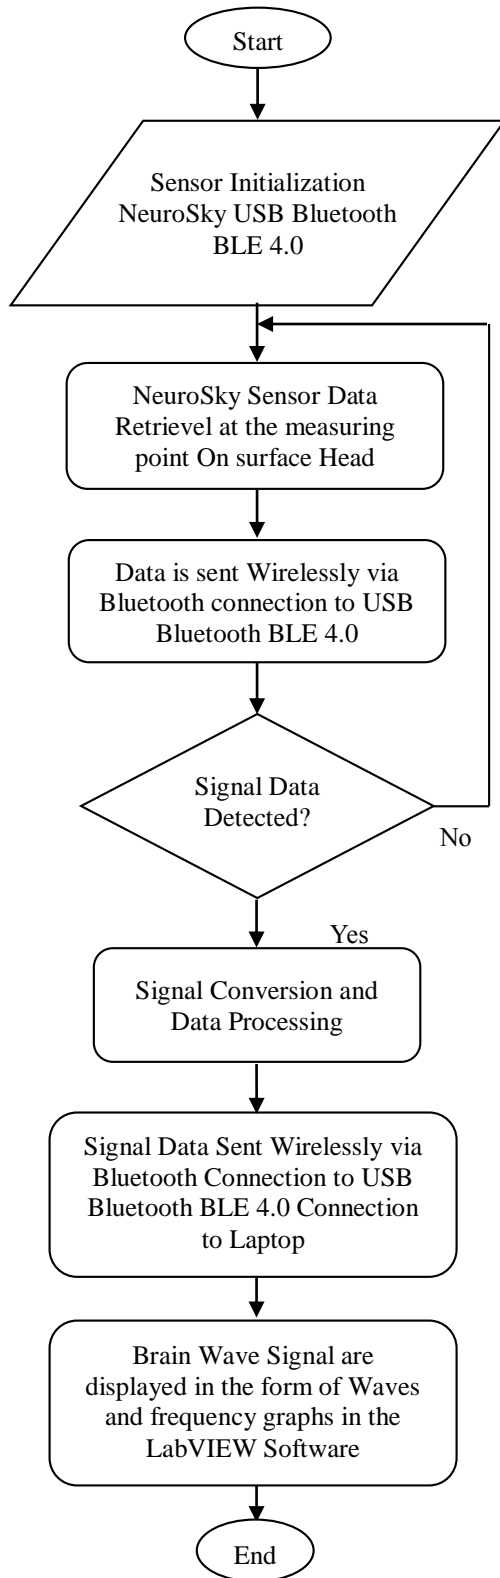 Start
Sensor Initialization
NeuroSky USB Bluetooth
BLE 4.0
NeuroSky Sensor Data
Retrievel at the measuring
point On surface Head
Data is sent Wirelessly via
Bluetooth connection to USB
Bluetooth BLE 4.0
Signal Data
Detected?
No
Yes
Signal Conversion and
Data Processing
Signal Data Sent Wirelessly via
Bluetooth Connection to USB
Bluetooth BLE 4.0 Connection
to Laptop
Brain Wave Signal are
displayed in the form of Waves
and frequency graphs in the
LabVIEW Software
End